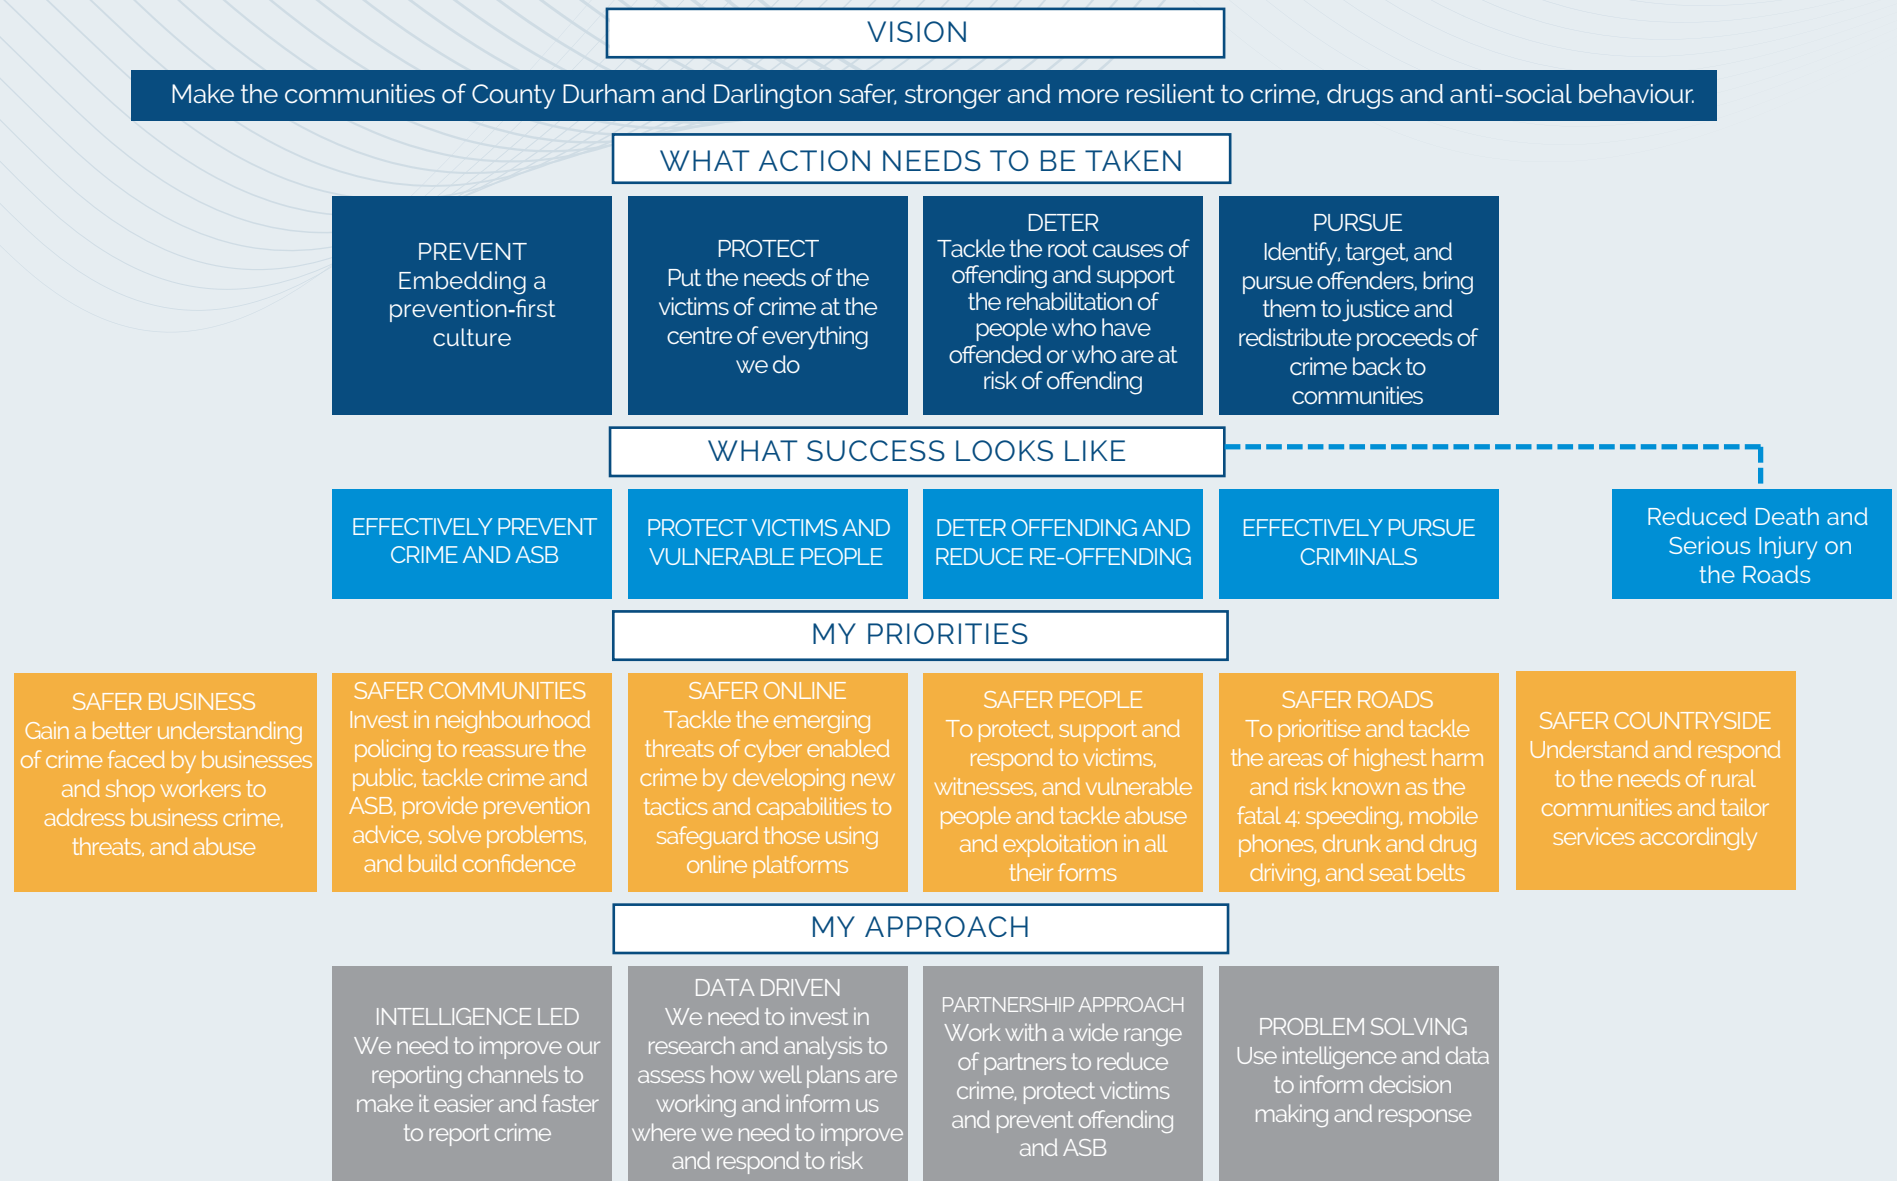 VISION
Make the communities of County Durham and Darlington safer, stronger and more resilient to crime, drugs and anti-social behaviour.
WHAT ACTION NEEDS TO BE TAKEN
PREVENT
Embedding a
prevention-first
culture
PROTECT
Put the needs of the
victims of crime at the
centre of everything
we do
DETER
Tackle the root causes of
offending and support
the rehabilitation of
people who have
offended or who are at
risk of offending
PURSUE
Identify, target, and
pursue offenders, bring
them to justice and
redistribute proceeds of
crime back to
communities
WHAT SUCCESS LOOKS LIKE
EFFECTIVELY PREVENT
CRIME AND ASB
PROTECT VICTIMS AND
VULNERABLE PEOPLE
DETER OFFENDING AND
REDUCE RE-OFFENDING
EFFECTIVELY PURSUE
CRIMINALS
Reduced Death and
Serious Injury on
the Roads
MY PRIORITIES
SAFER BUSINESS
Gain a better understanding
of crime faced by businesses
and shop workers to
address business crime,
threats, and abuse
SAFER COMMUNITIES
Invest in neighbourhood
policing to reassure the
public, tackle crime and
ASB, provide prevention
advice, solve problems,
and build confidence
SAFER ONLINE
Tackle the emerging
threats of cyber enabled
crime by developing new
tactics and capabilities to
safeguard those using
online platforms
SAFER PEOPLE
To protect, support and
respond to victims,
witnesses, and vulnerable
people and tackle abuse
and exploitation in all
their forms
SAFER ROADS
To prioritise and tackle
the areas of highest harm
and risk known as the
fatal 4: speeding, mobile
phones, drunk and drug
driving, and seat belts
SAFER COUNTRYSIDE
Understand and respond
to the needs of rural
communities and tailor
services accordingly
MY APPROACH
INTELLIGENCE LED
We need to improve our
reporting channels to
make it easier and faster
to report crime
DATA DRIVEN
We need to invest in
research and analysis to
assess how well plans are
working and inform us
where we need to improve
and respond to risk
PARTNERSHIP APPROACH
Work with a wide range
of partners to reduce
crime, protect victims
and prevent offending
and ASB
PROBLEM SOLVING
Use intelligence and data
to inform decision
making and response